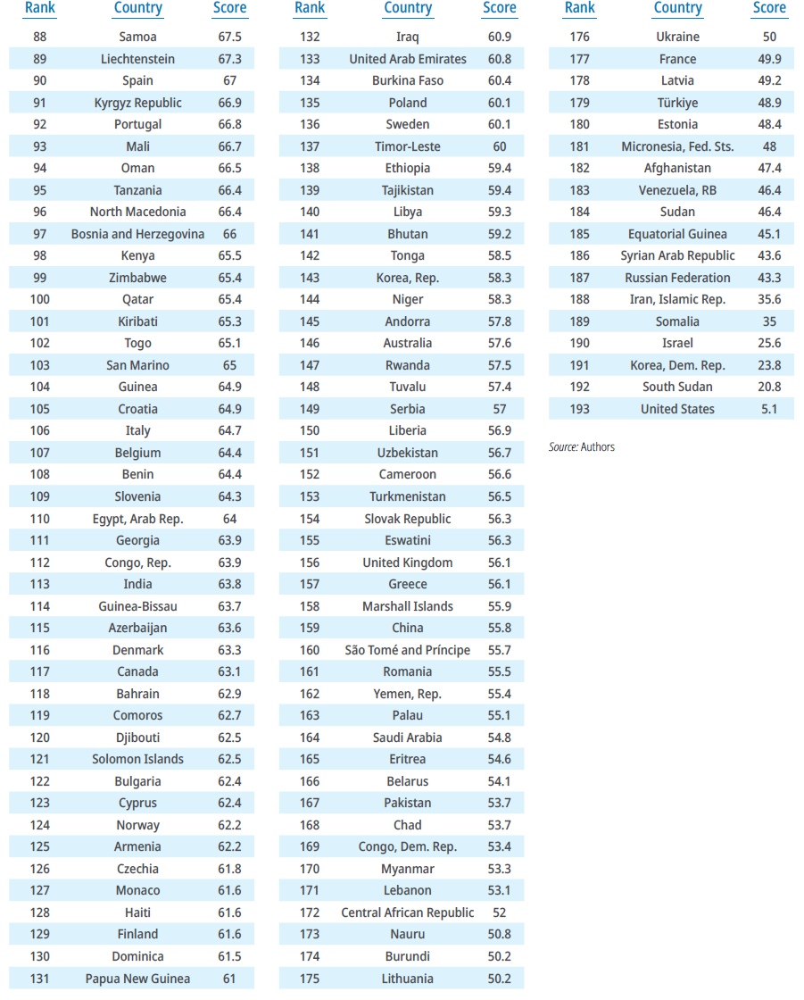 Rank Country Score
88 Samoa 67.5
89 Liechtenstein 67.3
90 Spain 67
91 Kyrgyz Republic 66.9
92 Portugal 66.8
93 Mali 66.7
94 Oman 66.5
95 Tanzania 66.4
96 North Macedonia 66.4
97 Bosnia and Herzegovina 66
98 Kenya 65.5
99 Zimbabwe 65.4
100 Qatar 65.4
101 Kiribati 65.3
102 Togo 65.1
103 San Marino 65
104 Guinea 64.9
105 Croatia 64.9
106 Italy 64.7
107 Belgium 64.4
108 Benin 64.4
109 Slovenia 64.3
110 Egypt, Arab Rep. 64
111 Georgia 63.9
112 Congo, Rep. 63.9
113 India 63.8
114 Guinea-Bissau 63.7
115 Azerbaijan 63.6
116 Denmark 63.3
117 Canada 63.1
118 Bahrain 62.9
119 Comoros 62.7
120 Djibouti 62.5
121 Solomon Islands 62.5
122 Bulgaria 62.4
123 Cyprus 62.4
124 Norway 62.2
125 Armenia 62.2
126 Czechia 61.8
127 Monaco 61.6
128 Haiti 61.6
129 Finland 61.6
130 Dominica 61.5
131 Papua New Guinea 61
Rank Country Score
132 Iraq 60.9
133 United Arab Emirates 60.8
134 Burkina Faso 60.4
135 Poland 60.1
136 Sweden 60.1
137 Timor-Leste 60
138 Ethiopia 59.4
139 Tajikistan 59.4
140 Libya 59.3
141 Bhutan 59.2
142 Tonga 58.5
143 Korea, Rep. 58.3
144 Niger 58.3
145 Andorra 57.8
146 Australia 57.6
147 Rwanda 57.5
148 Tuvalu 57.4
149 Serbia 57
150 Liberia 56.9
151 Uzbekistan 56.7
152 Cameroon 56.6
153 Turkmenistan 56.5
154 Slovak Republic 56.3
155 Eswatini 56.3
156 United Kingdom 56.1
157 Greece 56.1
158 Marshall Islands 55.9
159 China 55.8
160 São Tomé and Príncipe 55.7
161 Romania 55.5
162 Yemen, Rep. 55.4
163 Palau 55.1
164 Saudi Arabia 54.8
165 Eritrea 54.6
166 Belarus 54.1
167 Pakistan 53.7
168 Chad 53.7
169 Congo, Dem. Rep. 53.4
170 Myanmar 53.3
171 Lebanon 53.1
172 Central African Republic 52
173 Nauru 50.8
174 Burundi 50.2
175 Lithuania 50.2
Rank Country Score
176 Ukraine 50
177 France 49.9
178 Latvia 49.2
179 Türkiye 48.9
180 Estonia 48.4
181 Micronesia, Fed. Sts. 48
182 Afghanistan 47.4
183 Venezuela, RB 46.4
184 Sudan 46.4
185 Equatorial Guinea 45.1
186 Syrian Arab Republic 43.6
187 Russian Federation 43.3
188 Iran, Islamic Rep. 35.6
189 Somalia 35
190 Israel 25.6
191 Korea, Dem. Rep. 23.8
192 South Sudan 20.8
193 United States 5.1
Source: Authors